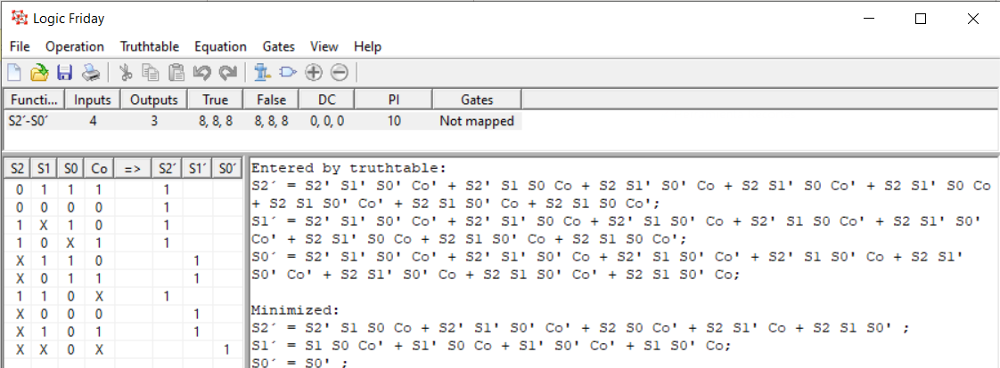 Logic Friday
File Operation Truthtable Equation Gates View Help
Functi... Inputs Outputs True False DC PI Gates
S2´-S0´ 4 3 8, 8, 8 8, 8, 8 0, 0, 0 10 Not mapped
S2 S1 S0 Co => S2´ S1´ S0´
0 1 1 1 1
0 0 0 0 1
1 X 1 0 1
1 0 X 1 1
X 1 1 0 1
X 0 1 1 1
1 1 0 X 1
X 0 0 0 1
X 1 0 1 1
X X 0 X 1
Entered by truthtable:
S2´ = S2' S1' S0' Co' + S2' S1 S0 Co + S2 S1' S0' Co + S2 S1' S0 Co' + S2 S1' S0 Co
+ S2 S1 S0' Co' + S2 S1 S0' Co + S2 S1 S0 Co';
S1´ = S2' S1' S0' Co' + S2' S1' S0 Co + S2' S1 S0' Co + S2' S1 S0 Co' + S2 S1' S0'
Co' + S2 S1' S0 Co + S2 S1 S0' Co + S2 S1 S0 Co';
S0´ = S2' S1' S0' Co' + S2' S1' S0' Co + S2' S1 S0' Co' + S2' S1 S0' Co + S2 S1'
S0' Co' + S2 S1' S0' Co + S2 S1 S0' Co' + S2 S1 S0' Co;
Minimized:
S2´ = S2' S1 S0 Co + S2' S1' S0' Co' + S2 S0 Co' + S2 S1' Co + S2 S1 S0' ;
S1´ = S1 S0 Co' + S1' S0 Co + S1' S0' Co' + S1 S0' Co;
S0´ = S0' ;